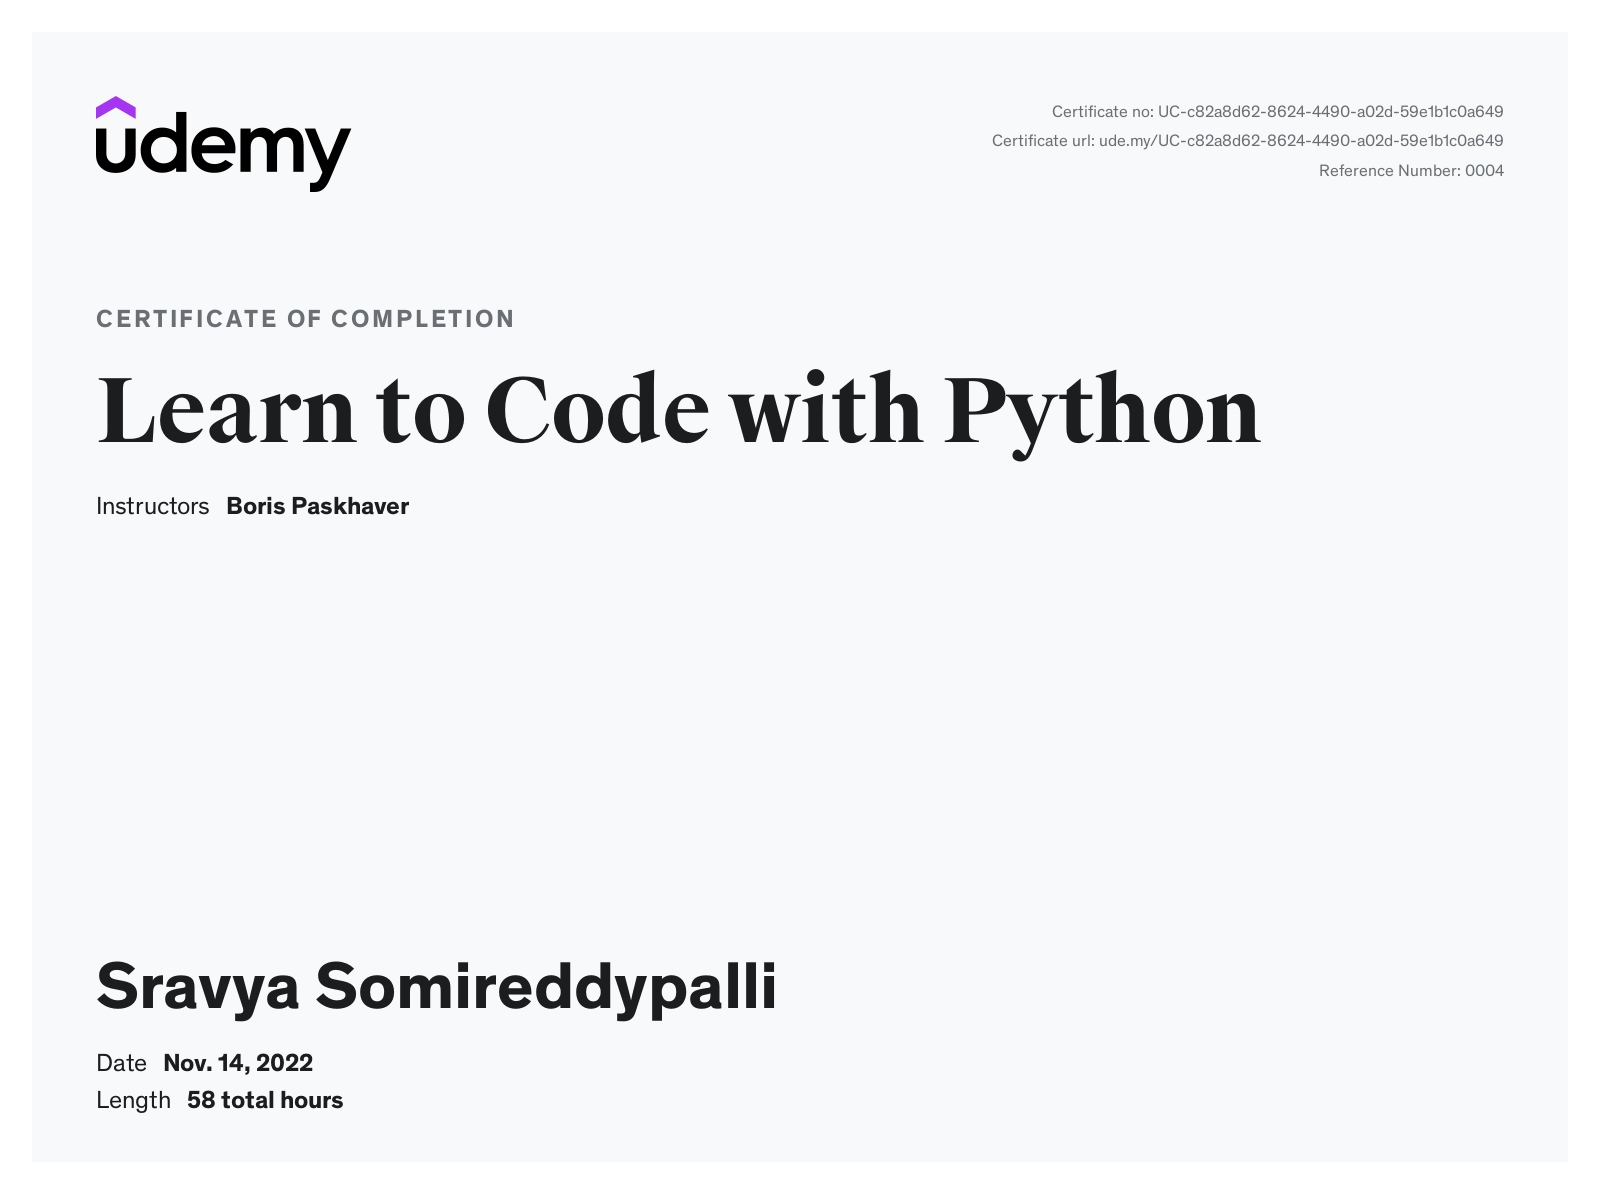 udemy
Certificate no: UC-c82a8d62-8624-4490-a02d-59e1b1c0a649
Certificate url: ude.my/UC-c82a8d62-8624-4490-a02d-59e1b1c0a649
Reference Number: 0004
CERTIFICATE OF COMPLETION
Learn to Code with Python
Instructors Boris Paskhaver
Sravya Somireddypalli
Date Nov. 14, 2022
Length 58 total hours